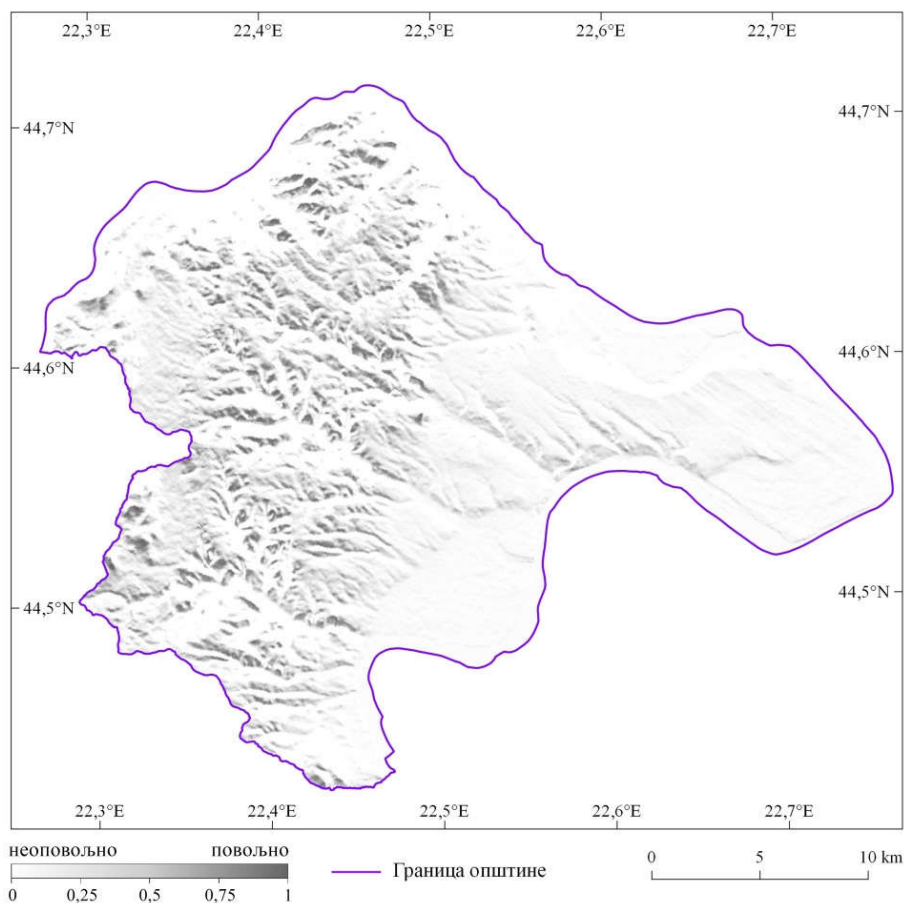 22,3°E 22,4°E 22,5°E 22,6°E 22,7°E
44,7°N 44,7°N
44,6°N 44,6°N
44,5°N 44,5°N
22,3°E 22,4°E 22,5°E 22,6°E 22,7°E
неоповољно повољно
0 0,25 0,5 0,75 1
Граница општине
0 5 10 km